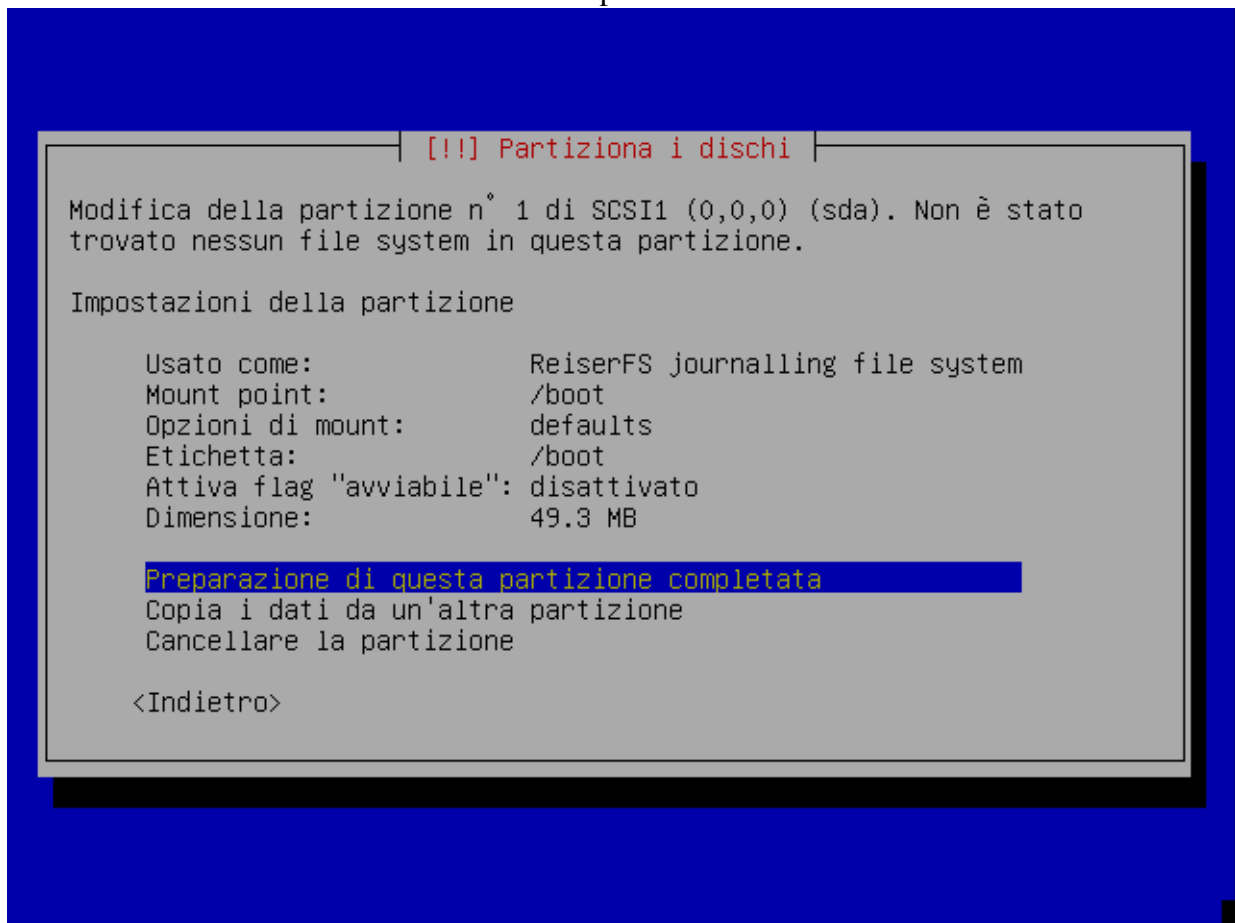 [!!] Partiziona i dischi
Modifica della partizione n° 1 di SCSI1 (0,0,0) (sda). Non è stato
trovato nessun file system in questa partizione.
Impostazioni della partizione
Usato come: ReiserFS journalling file system
Mount point: /boot
Opzioni di mount: defaults
Etichetta: /boot
Attiva flag "avviabile": disattivato
Dimensione: 49.3 MB
Preparazione di questa partizione completata
Copia i dati da un'altra partizione
Cancellare la partizione
<Indietro>